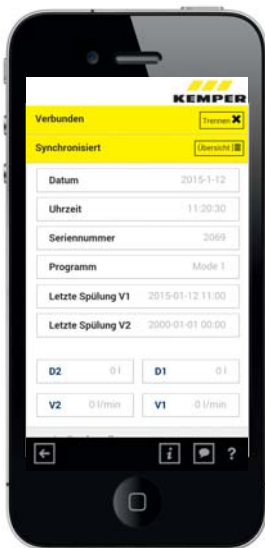 KEMPER
Verbunden
Trennen
Synchronisiert
Übersicht
Datum 2015-1-12
Uhrzeit 11:20:30
Seriennummer 2069
Programm Mode 1
Letzte Spülung V1 2015-01-12 11:00
Letzte Spülung V2 2000-01-01 00:00
D2 0 l D1 0 l
V2 0 l/min V1 0 l/min
i ?